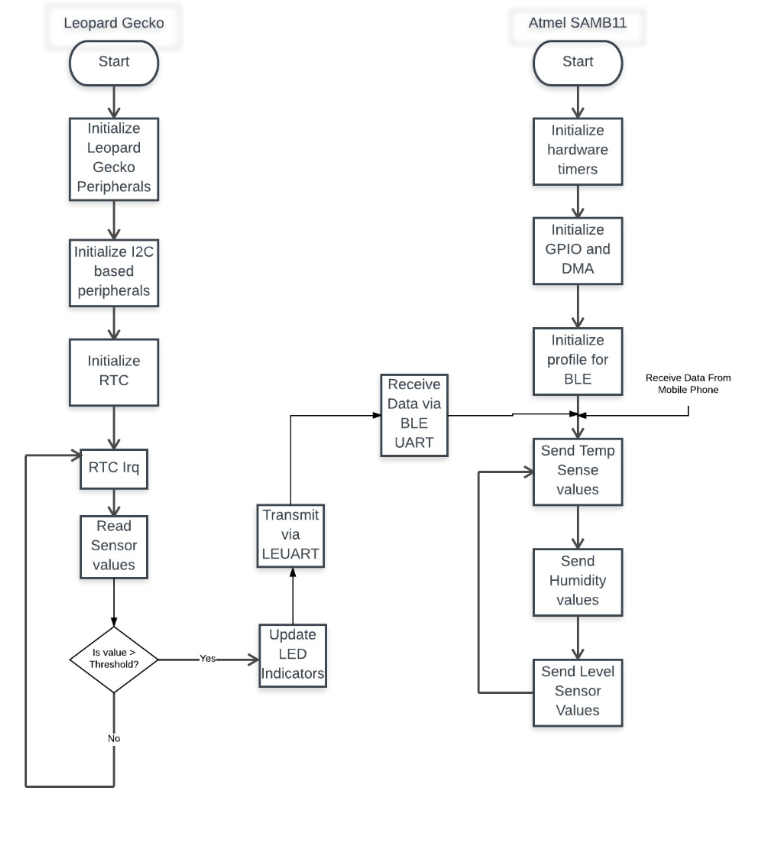 Leopard Gecko
Start
Initialize
Leopard
Gecko
Peripherals
Initialize I2C
based
peripherals
Initialize
RTC
RTC Irq
Read
Sensor
values
Is value >
Threshold?
No
Yes
Update
LED
Indicators
Transmit
via
LEUART
Receive
Data via
BLE
UART
Atmel SAMB11
Start
Initialize
hardware
timers
Initialize
GPIO and
DMA
Initialize
profile for
BLE
Receive Data From
Mobile Phone
Send Temp
Sense
values
Send
Humidity
values
Send Level
Sensor
Values